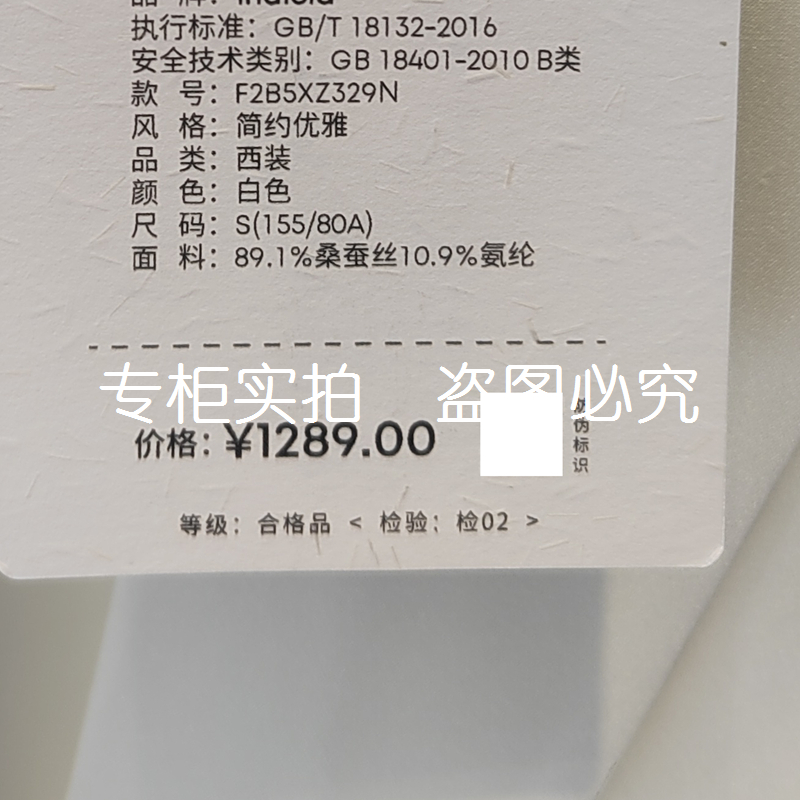 执行标准：GB/T 18132-2016
安全技术类别：GB 18401-2010 B类
款 号：F2B5XZ329N
风 格：简约优雅
品 类：西装
颜 色：白色
尺 码：S(155/80A)
面 料：89.1%桑蚕丝10.9%氨纶
专柜实拍 盗图必究
价格：¥1289.00
防伪标识
等级：合格品 < 检验：检02 >